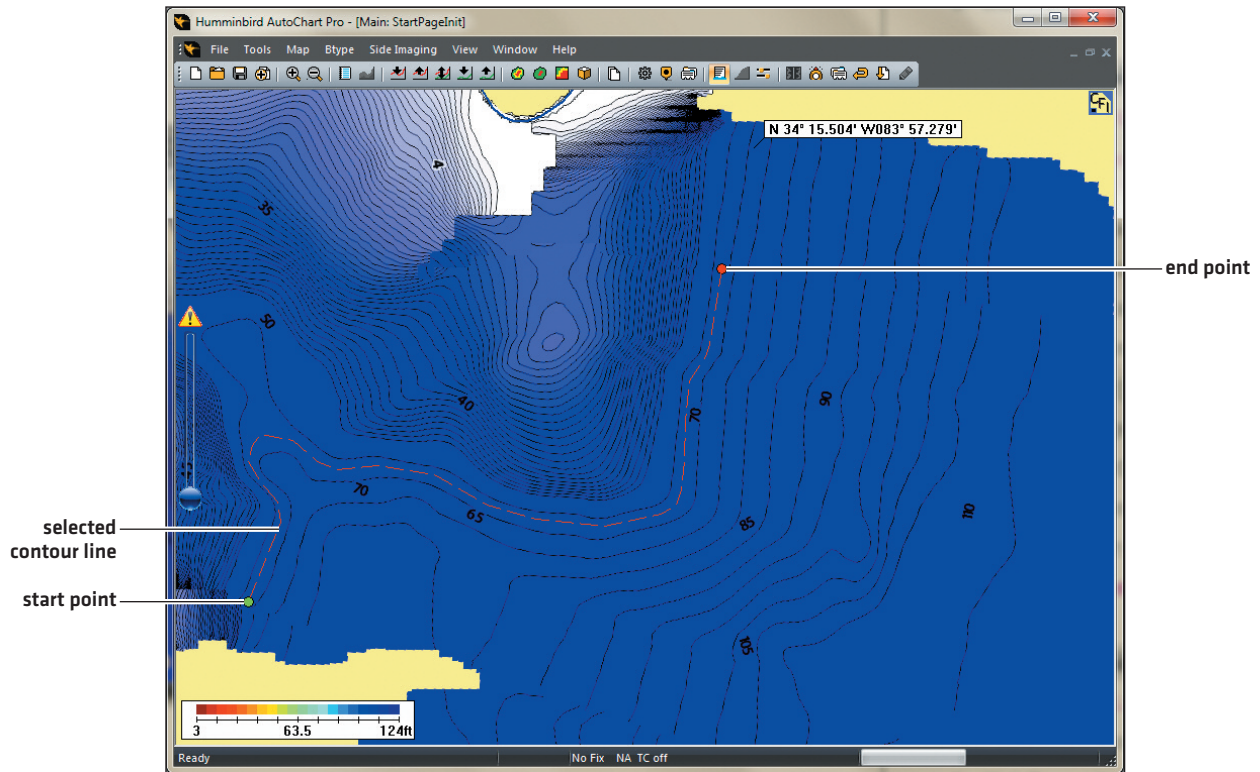 Humminbird AutoChart Pro - [Main: StartPageInit]
File Tools Map Btype Side Imaging View Window Help
CFI
N 34° 15.504' W083° 57.279'
4
35
end point
50
40
70
90
70
65
85
110
selected
contour line
start point
105
3 63.5 124ft
Ready No Fix NA TC off